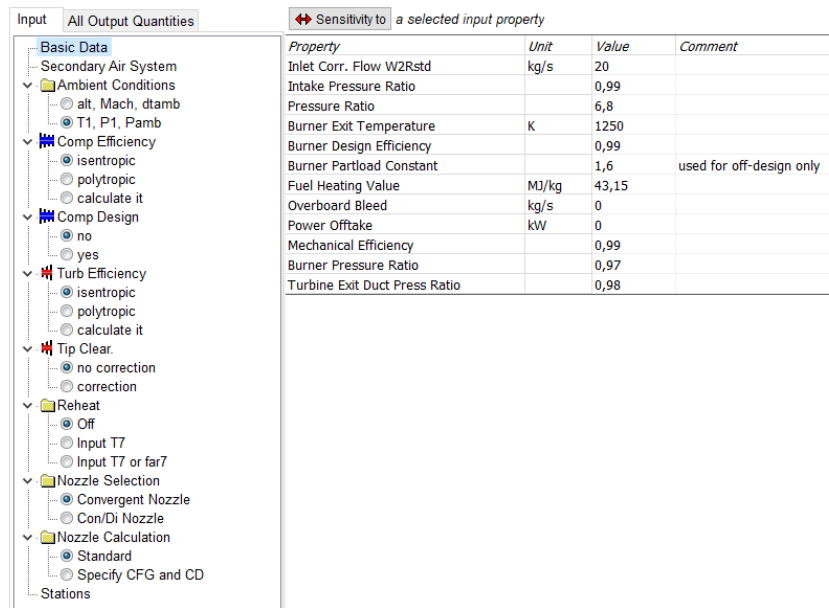 Input All Output Quantities
Basic Data
Secondary Air System
Ambient Conditions
alt, Mach, dtamb
T1, P1, Pamb
Comp Efficiency
isentropic
polytropic
calculate it
Comp Design
no
yes
Turb Efficiency
isentropic
polytropic
calculate it
Tip Clear.
no correction
correction
Reheat
Off
Input T7
Input T7 or far7
Nozzle Selection
Convergent Nozzle
Con/Di Nozzle
Nozzle Calculation
Standard
Specify CFG and CD
Stations
Sensitivity to a selected input property
Property Unit Value Comment
Inlet Corr. Flow W2Rstd kg/s 20
Intake Pressure Ratio 0,99
Pressure Ratio 6,8
Burner Exit Temperature K 1250
Burner Design Efficiency 0,99
Burner Partload Constant 1,6 used for off-design only
Fuel Heating Value MJ/kg 43,15
Overboard Bleed kg/s 0
Power Offtake kW 0
Mechanical Efficiency 0,99
Burner Pressure Ratio 0,97
Turbine Exit Duct Press Ratio 0,98